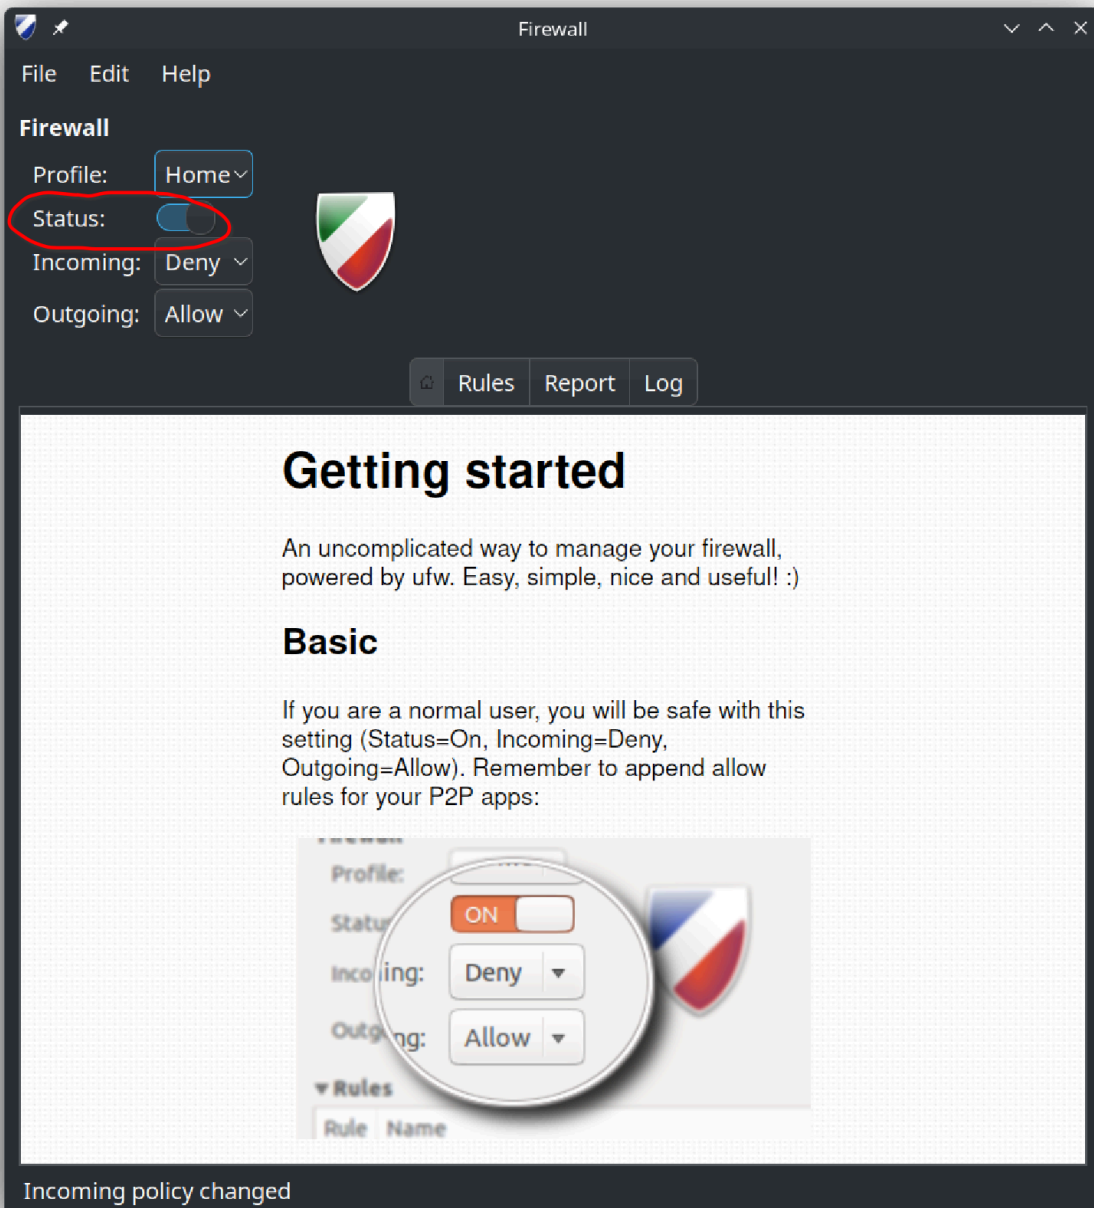 Firewall
File Edit Help
Firewall
Profile: Home
Status:
Incoming: Deny
Outgoing: Allow
Rules Report Log
Getting started
An uncomplicated way to manage your firewall,
powered by ufw. Easy, simple, nice and useful! :)
Basic
If you are a normal user, you will be safe with this
setting (Status=On, Incoming=Deny,
Outgoing=Allow). Remember to append allow
rules for your P2P apps:
Profile:
Status ON
Incoming: Deny
Outgoing: Allow
Rules
Rule Name
Incoming policy changed